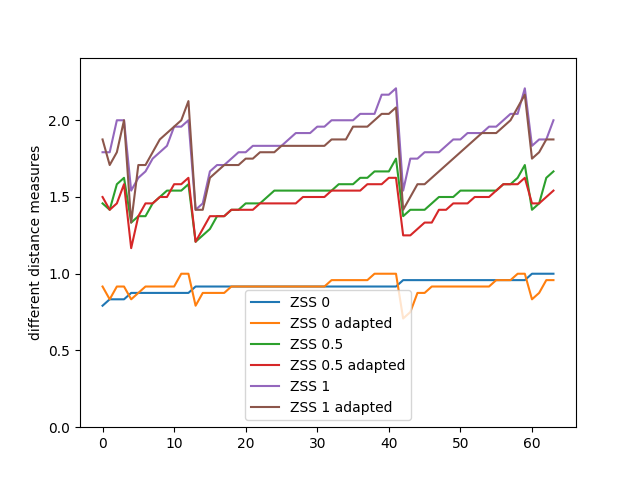 different distance measures
2.0
1.5
1.0
0.5
0.0
0
10
20
30
40
50
60
ZSS 0
ZSS 0 adapted
ZSS 0.5
ZSS 0.5 adapted
ZSS 1
ZSS 1 adapted